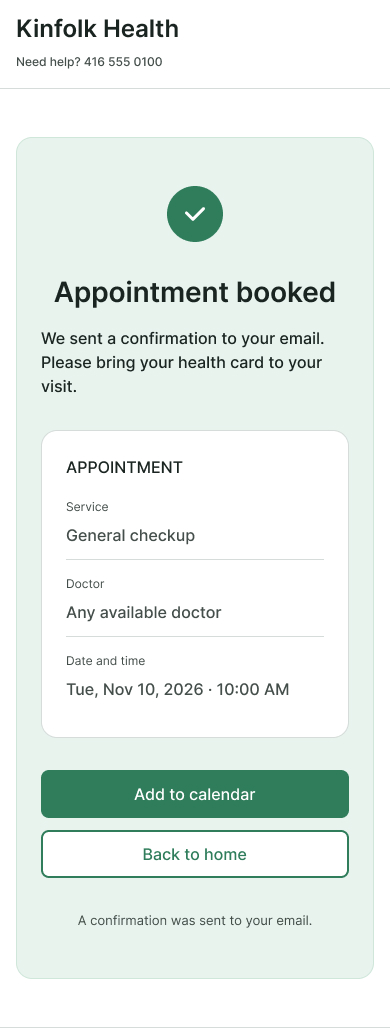 Kinfolk Health
Need help? 416 555 0100
Appointment booked
We sent a confirmation to your email.
Please bring your health card to your
visit.
APPOINTMENT
Service
General checkup
Doctor
Any available doctor
Date and time
Tue, Nov 10, 2026 · 10:00 AM
Add to calendar
Back to home
A confirmation was sent to your email.